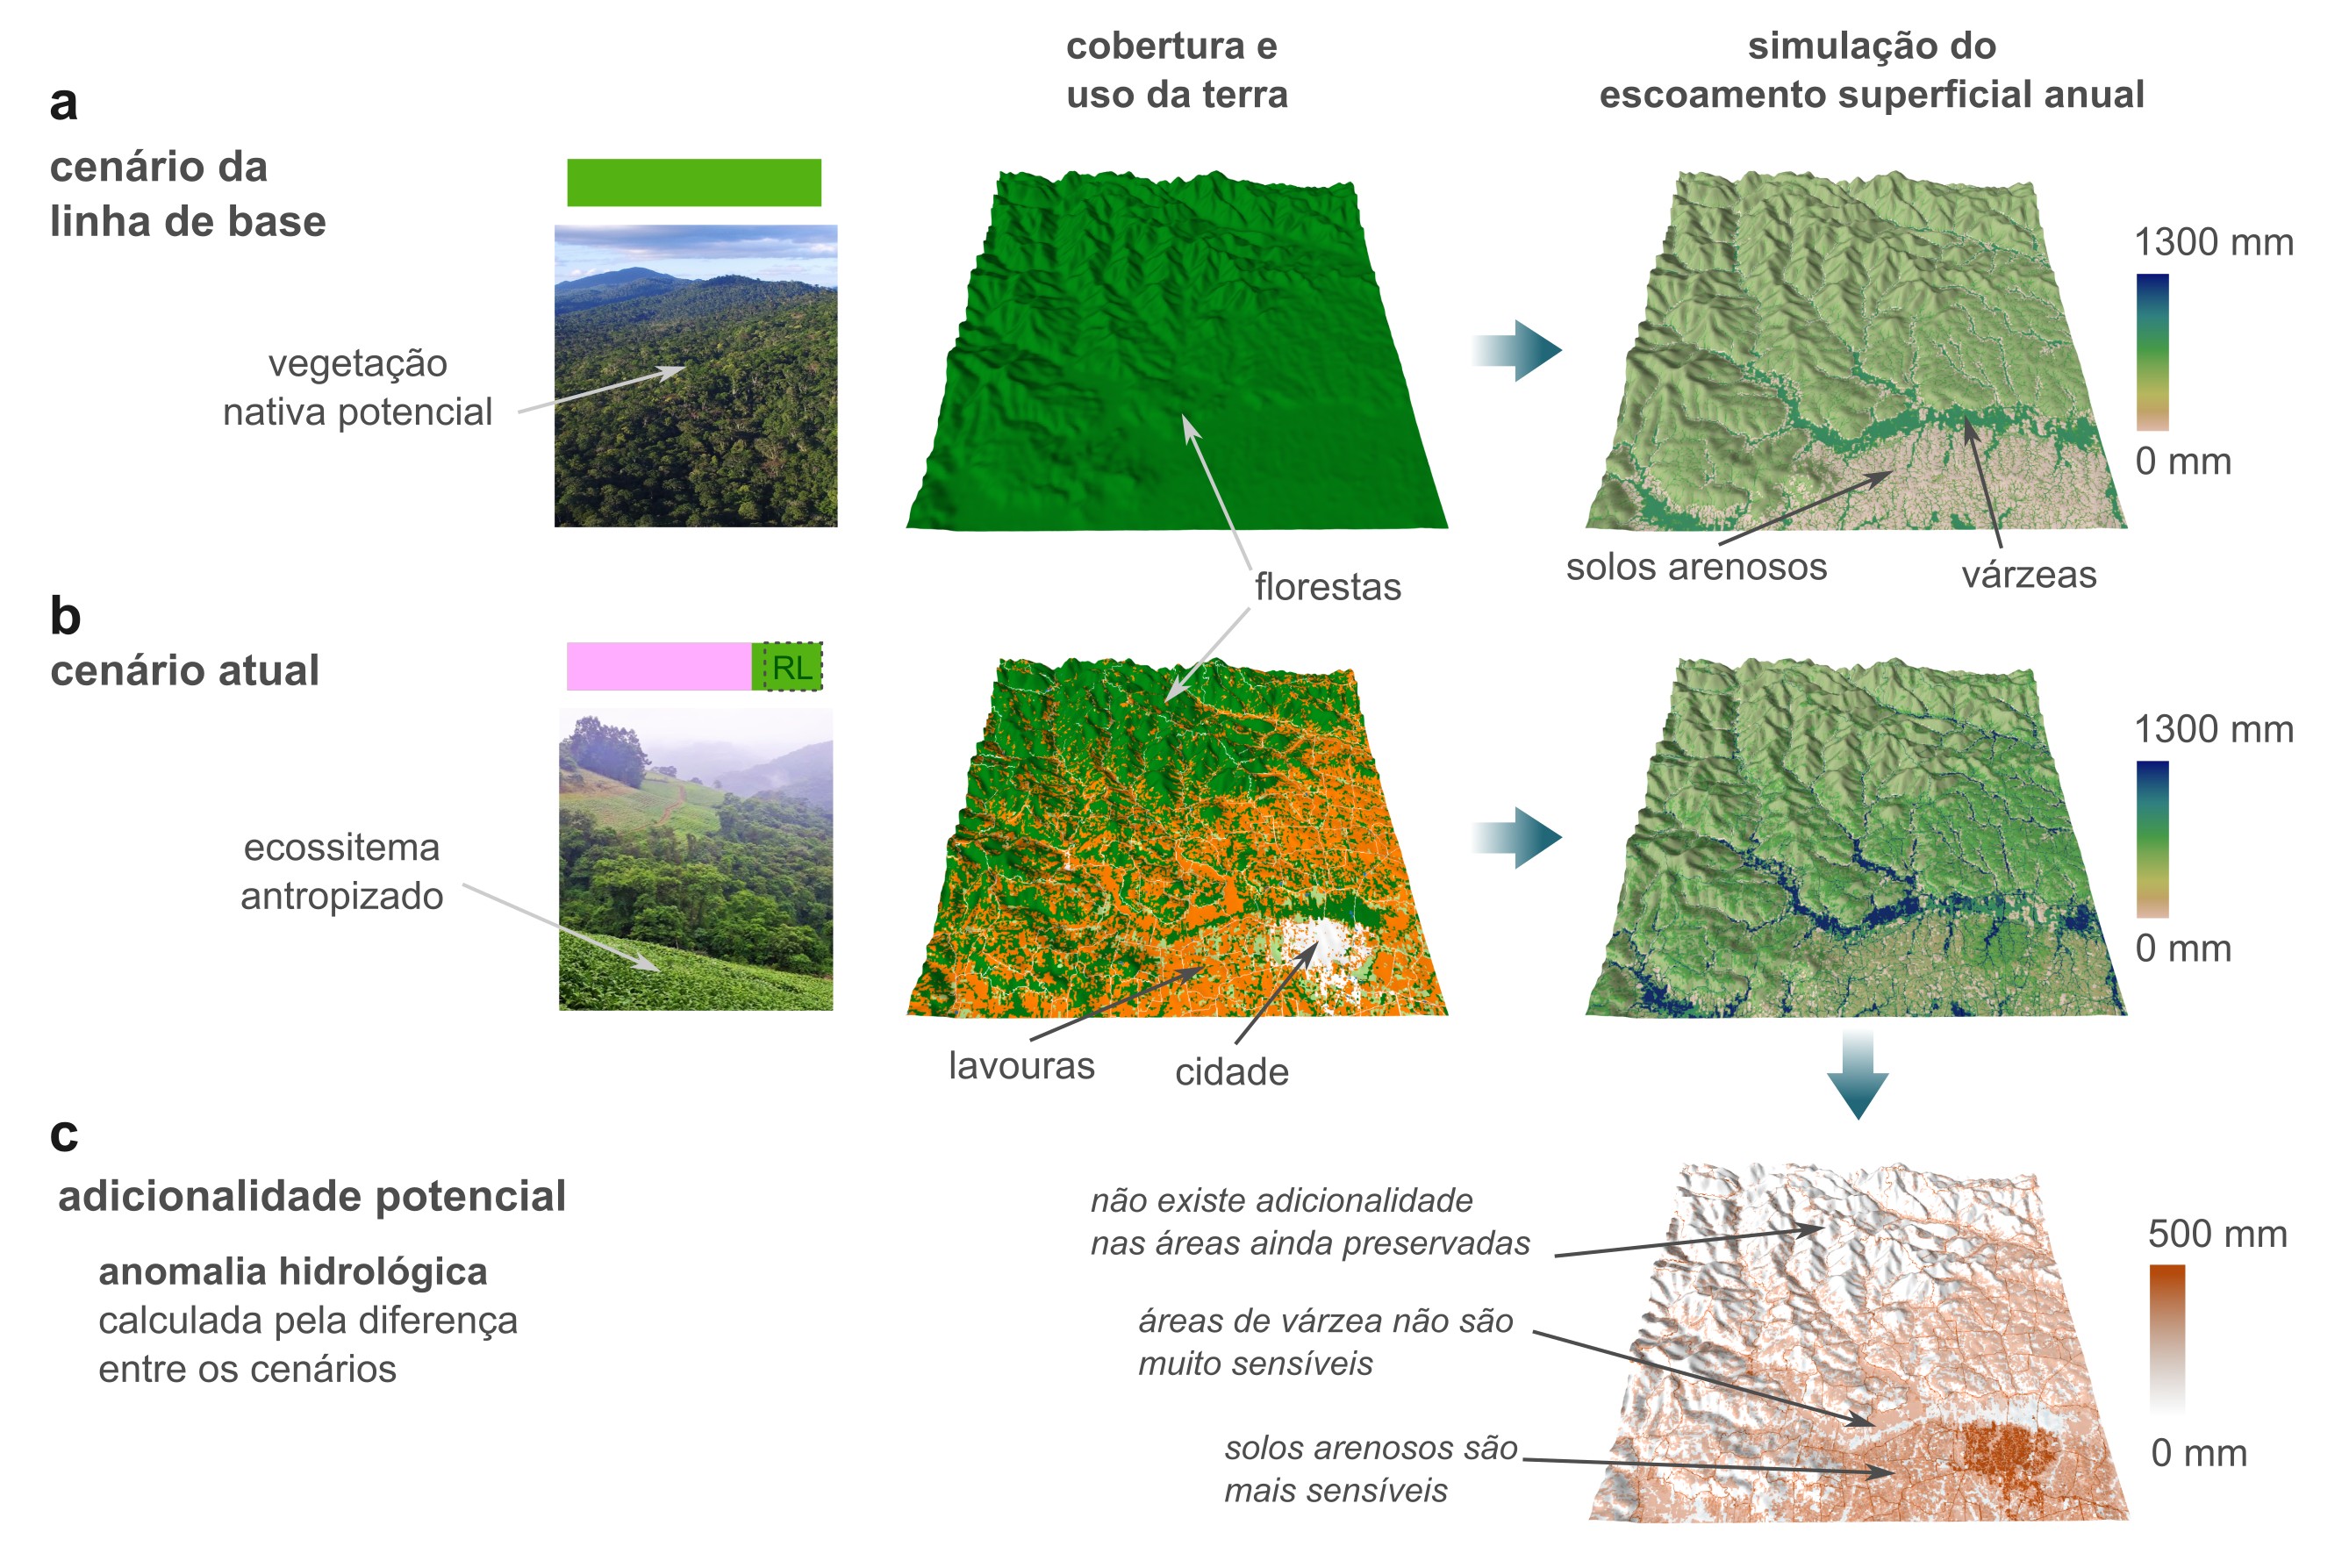 cobertura e
uso da terra
simulação do
escoamento superficial anual
a
cenário da
linha de base
vegetação
nativa potencial
1300 mm
0 mm
solos arenosos
várzeas
florestas
b
cenário atual
RL
ecossitema
antropizado
1300 mm
0 mm
lavouras
cidade
c
adicionalidade potencial
anomalia hidrológica
calculada pela diferença
entre os cenários
não existe adicionalidade
nas áreas ainda preservadas
áreas de várzea não são
muito sensíveis
solos arenosos são
mais sensíveis
500 mm
0 mm